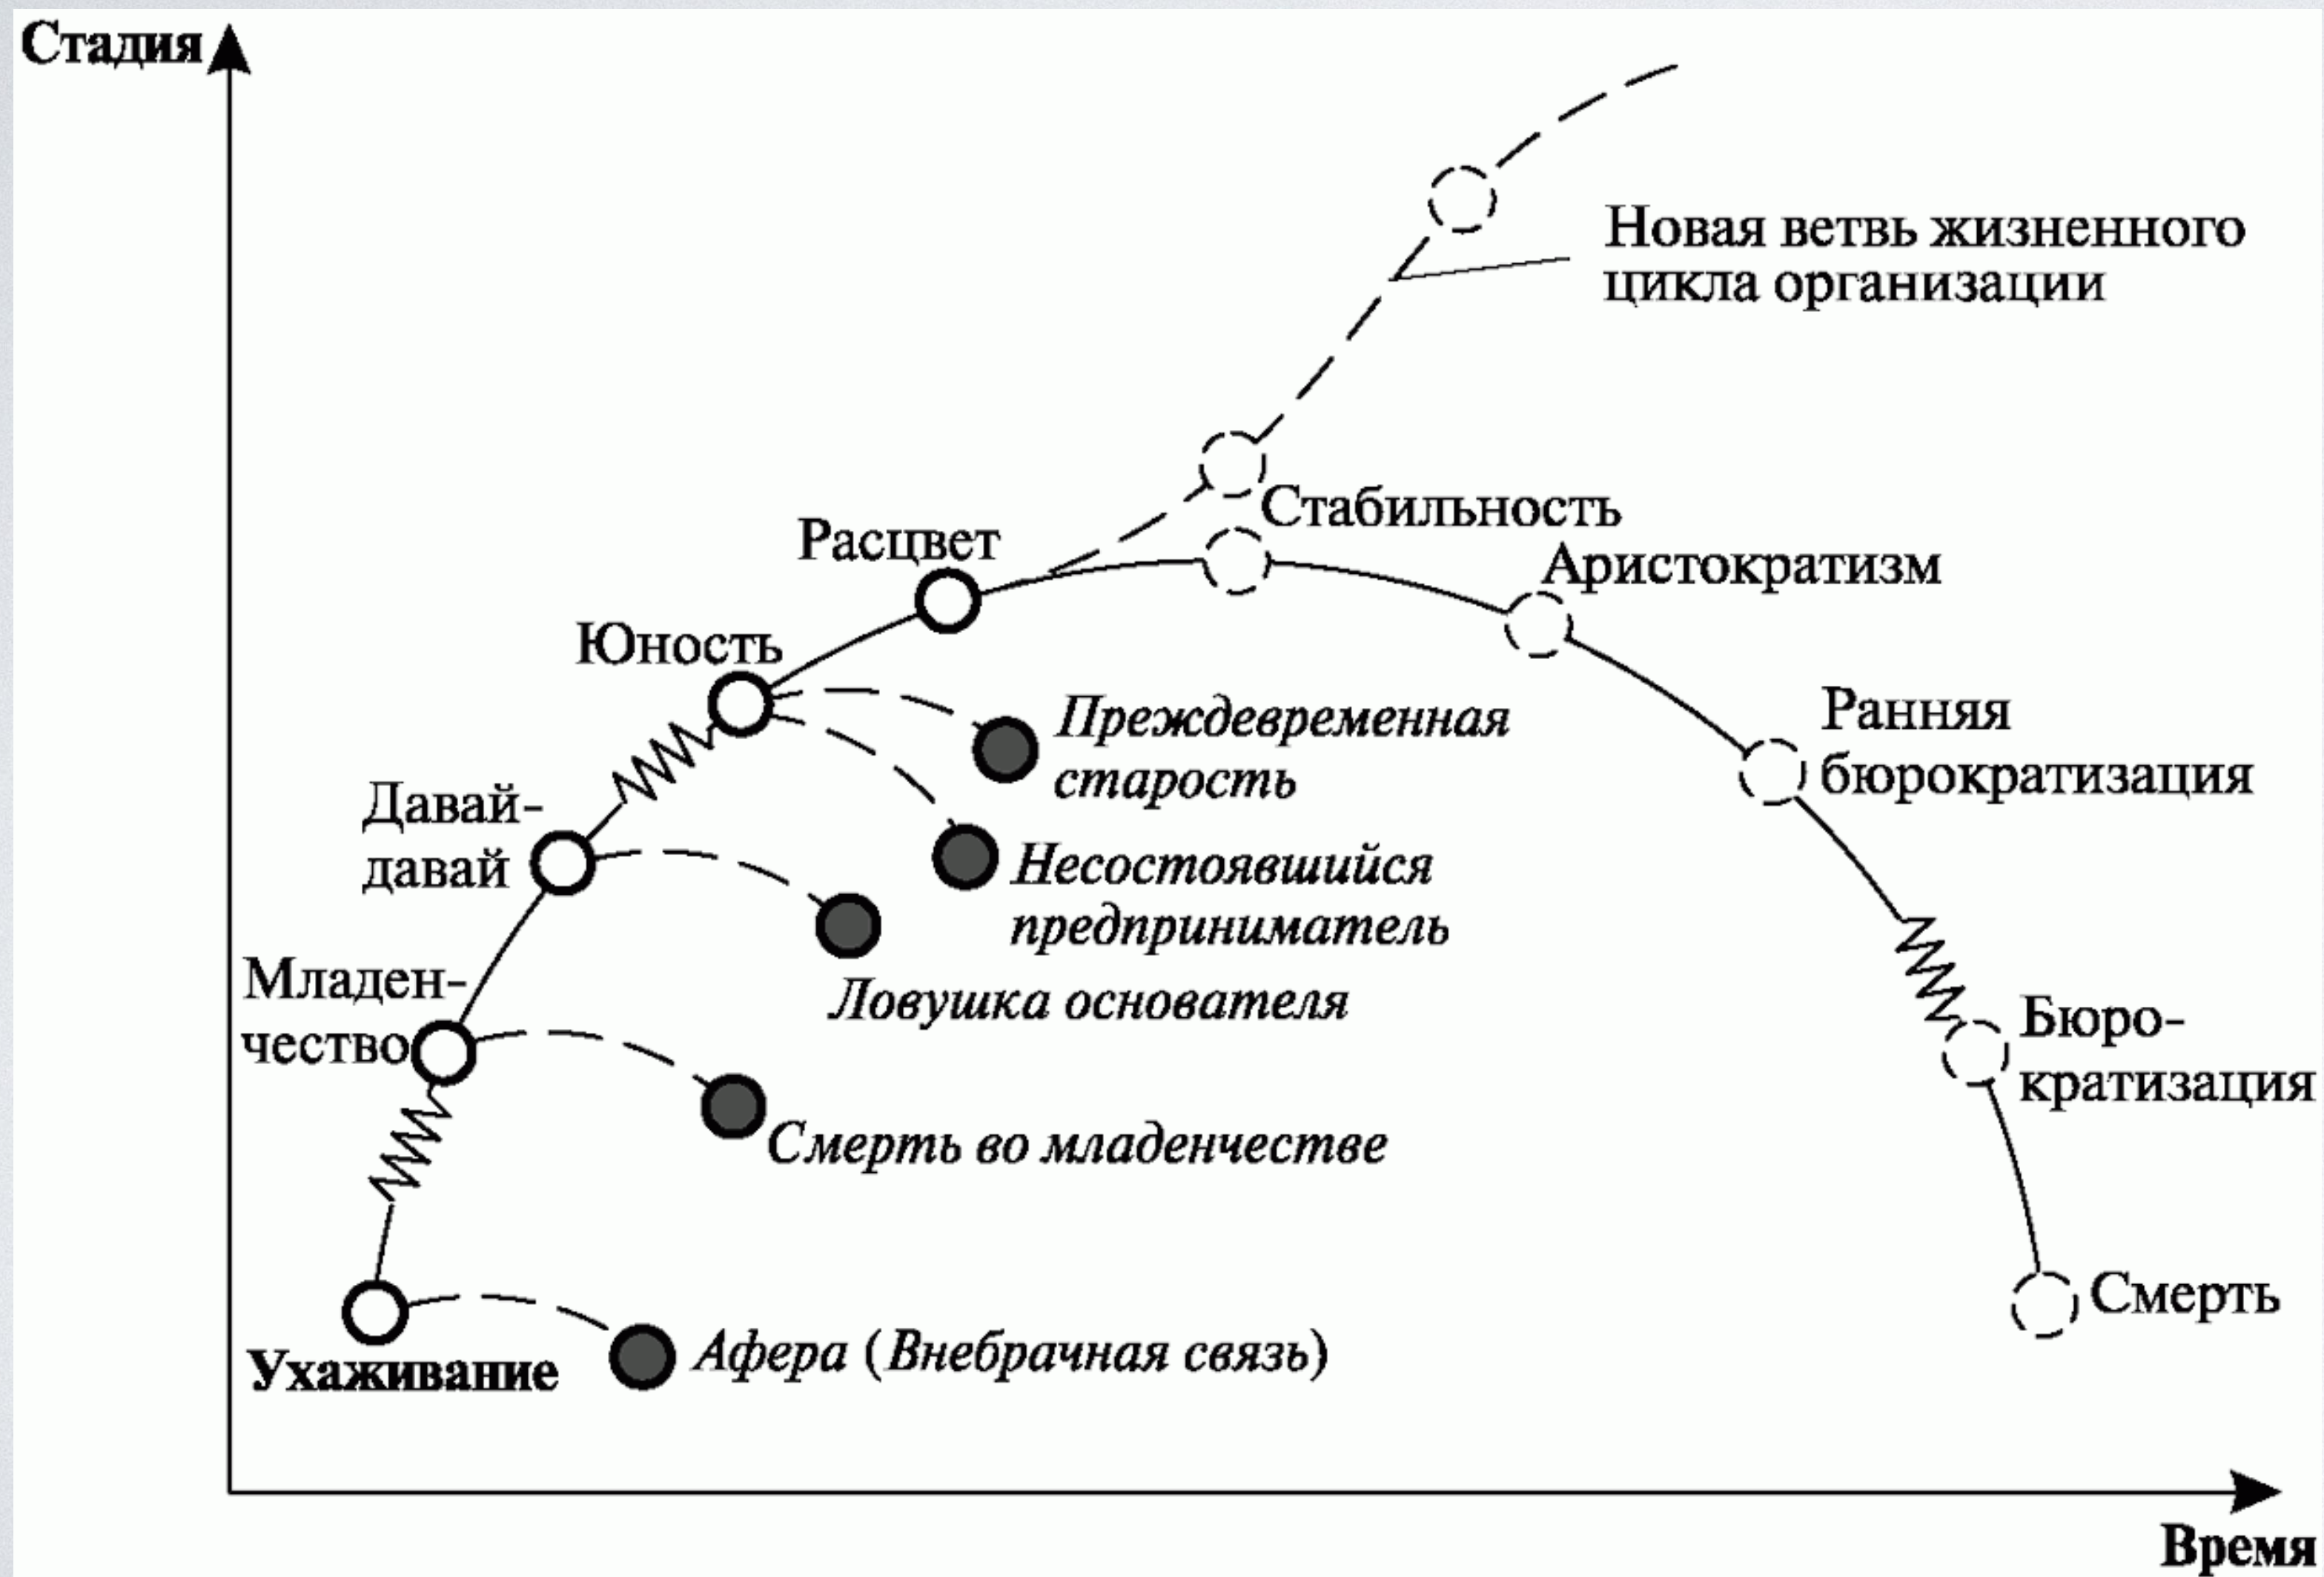 Стадия
Новая ветвь жизненного
цикла организации
Стабильность
Расцвет
Аристократизм
Юность
Преждевременная
старость
Ранняя
бюрократизация
Давай-
давай
Несостоявшийся
предприниматель
Ловушка основателя
Младен-
чество
Бюро-
кратизация
Смерть во младенчестве
Смерть
Афера (Внебрачная связь)
Ухаживание
Время